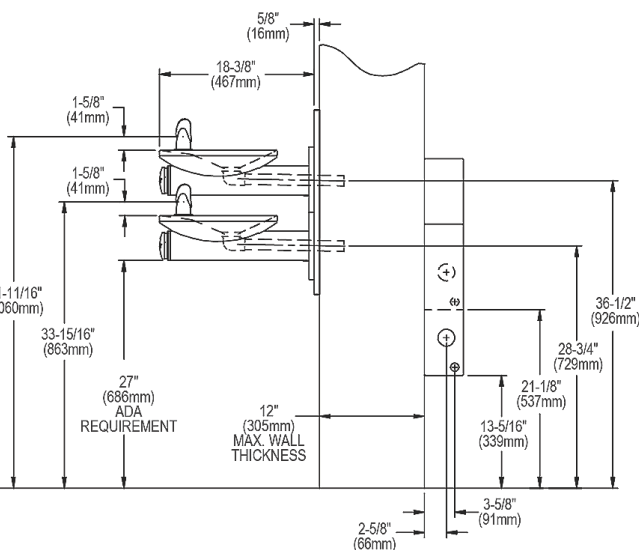 5/8"
(16mm)
18-3/8"
(467mm)
1-5/8"
(41mm)
1-5/8"
(41mm)
1-11/16"
060mm)
33-15/16"
(863mm)
27"
(686mm)
ADA
REQUIREMENT
12"
(305mm)
MAX. WALL
THICKNESS
36-1/2"
(926mm)
28-3/4"
(729mm)
21-1/8"
(537mm)
13-5/16"
(339mm)
3-5/8"
(91mm)
2-5/8"
(66mm)